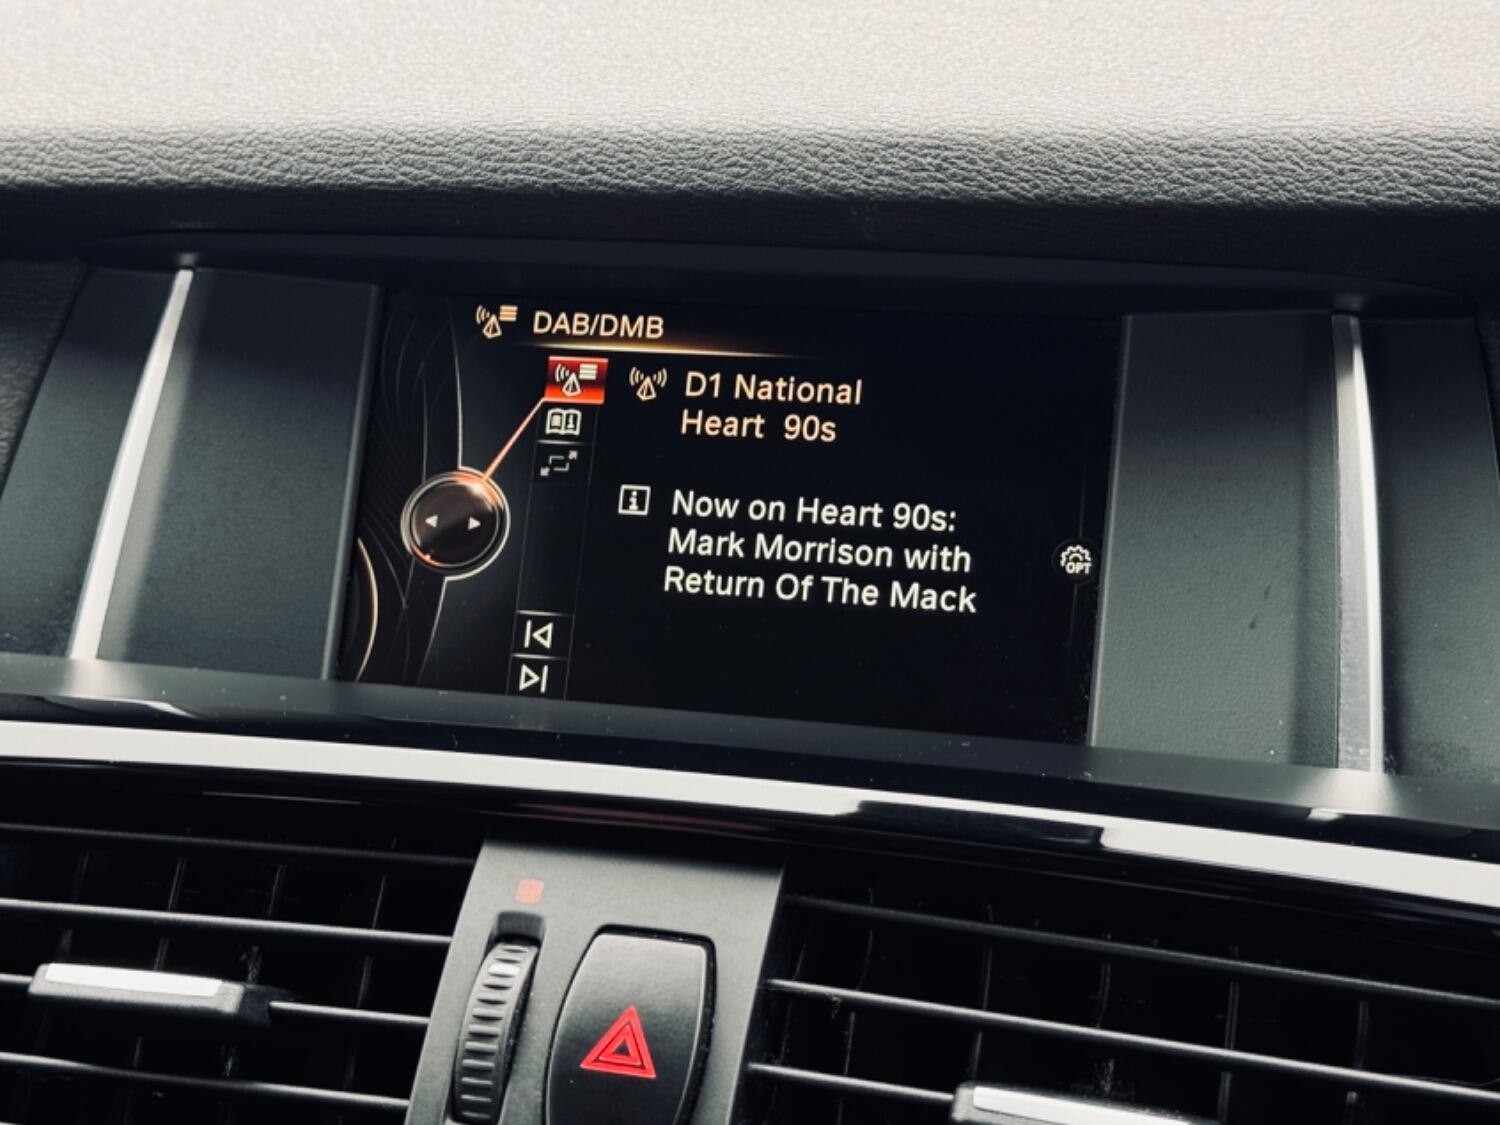 DAB/DMB
D1 National
Heart 90s
Now on Heart 90s:
Mark Morrison with
Return Of The Mack
OPT